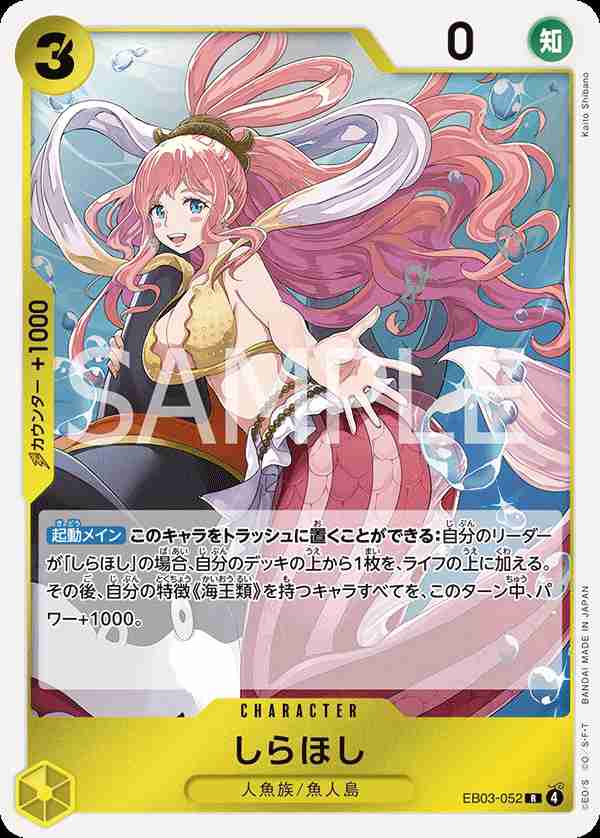 3
0
知
Kaito Shibano
カウンター +1000
SAMPLE
起動メイン このキャラをトラッシュに置くことができる:自分のリーダー
が「しらほし」の場合、自分のデッキの上から1枚を、ライフの上に加える。
その後、自分の特徴《海王類》を持つキャラすべてを、このターン中、パ
ワー+1000。
CHARACTER
しらほし
人魚族/魚人島
EB03-052 R 4
©E.O/S ©O/S・F・T BANDAI MADE IN JAPAN